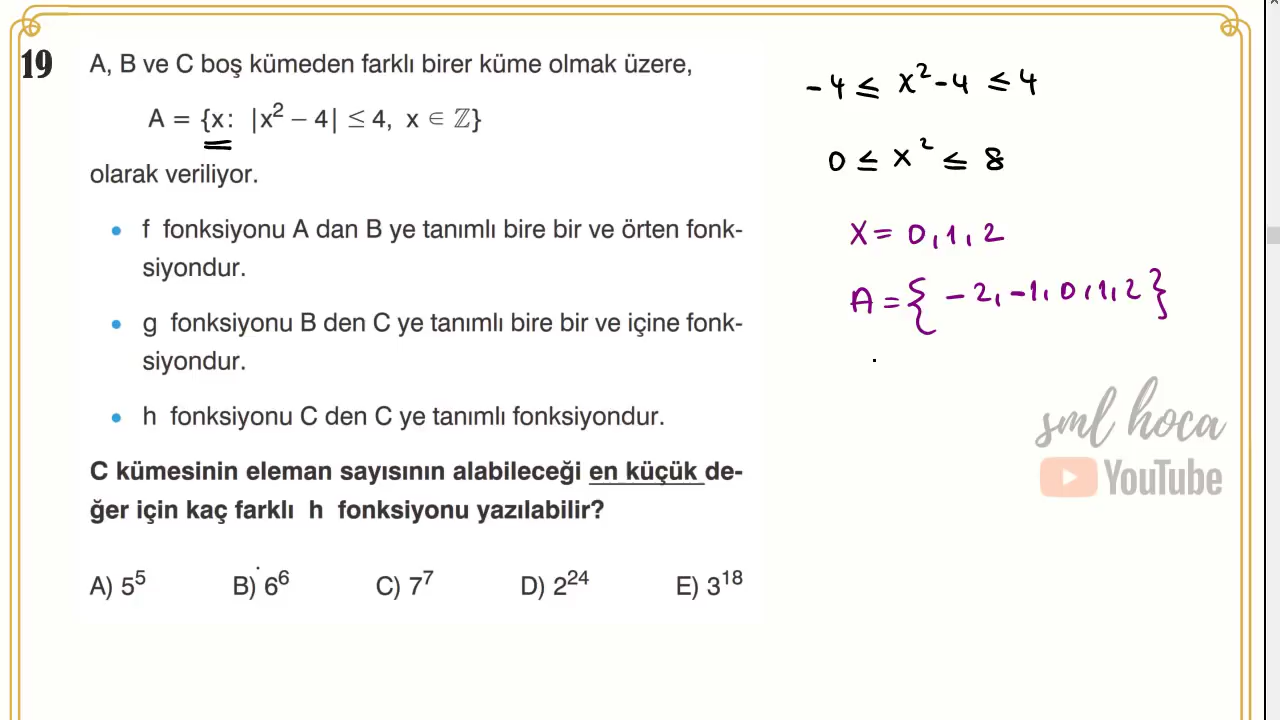 19
A, B ve C boş kümeden farklı birer küme olmak üzere,
A = {x: |x² – 4| ≤ 4, x ∈ ℤ}
olarak veriliyor.
• f fonksiyonu A dan B ye tanımlı bire bir ve örten fonk-
siyondur.
• g fonksiyonu B den C ye tanımlı bire bir ve içine fonk-
siyondur.
• h fonksiyonu C den C ye tanımlı fonksiyondur.
C kümesinin eleman sayısının alabileceği en küçük de-
ğer için kaç farklı h fonksiyonu yazılabilir?
A) 5⁵ B) 6⁶ C) 7⁷ D) 2²⁴ E) 3¹⁸
-4 ≤ x²-4 ≤ 4
0 ≤ x² ≤ 8
x = 0,1,2
A = { -2, -1, 0, 1, 2 }
sml hoca
YouTube